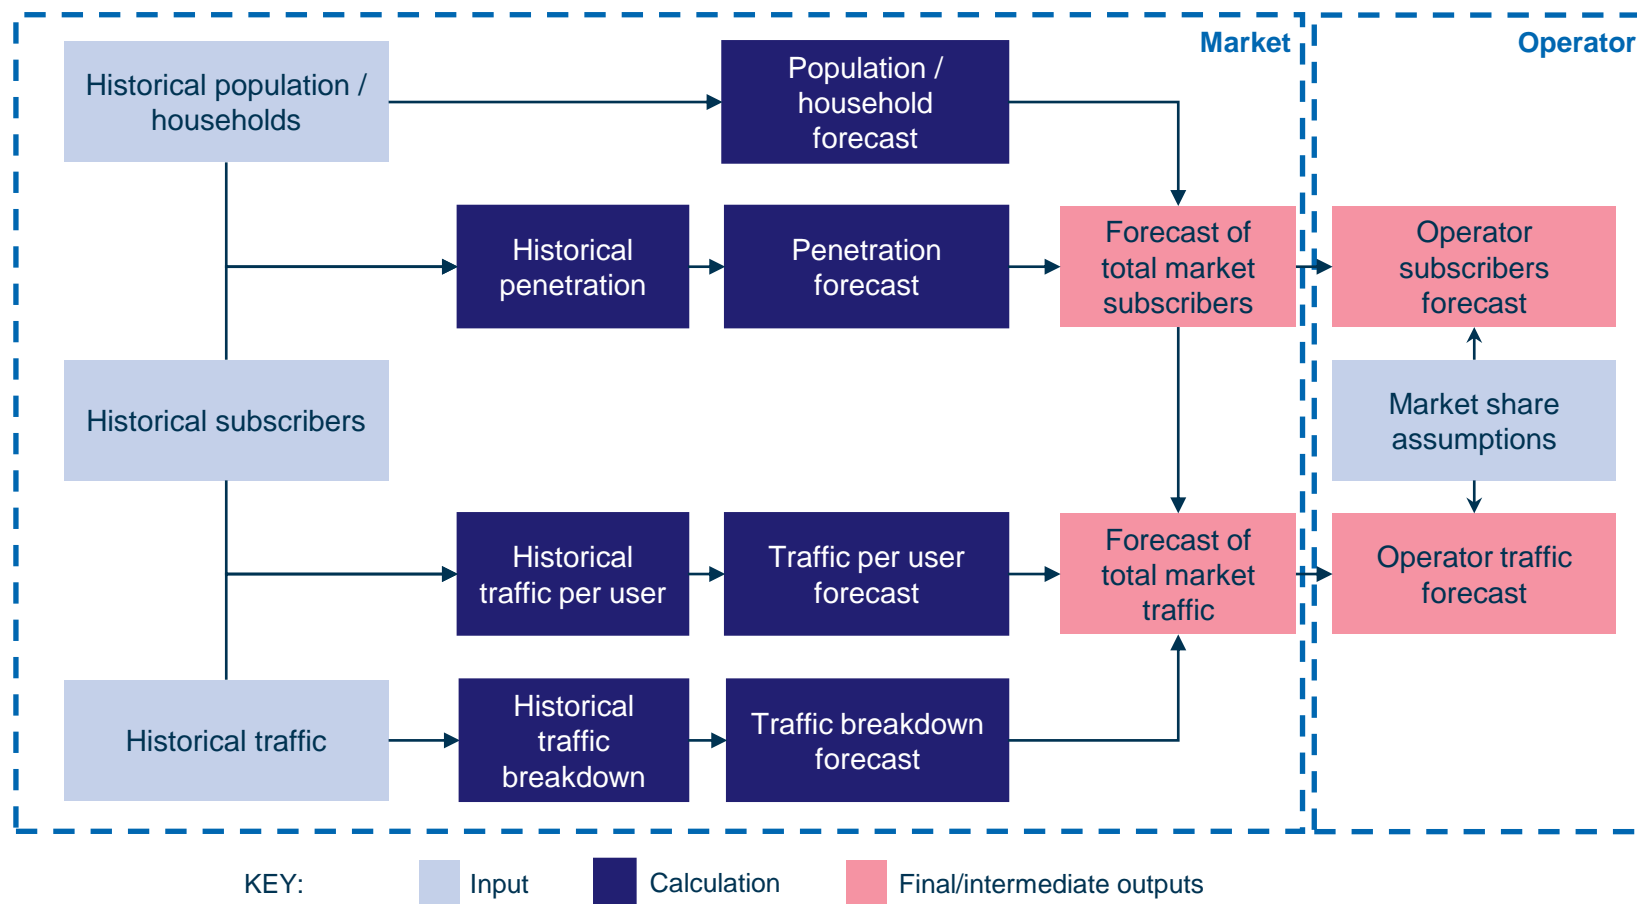 Market
Operator
Historical population /
households
Population /
household
forecast
Historical
penetration
Penetration
forecast
Forecast of
total market
subscribers
Operator
subscribers
forecast
Historical subscribers
Market share
assumptions
Historical
traffic per user
Traffic per user
forecast
Forecast of
total market
traffic
Operator traffic
forecast
Historical traffic
Historical
traffic
breakdown
Traffic breakdown
forecast
KEY:
Input
Calculation
Final/intermediate outputs